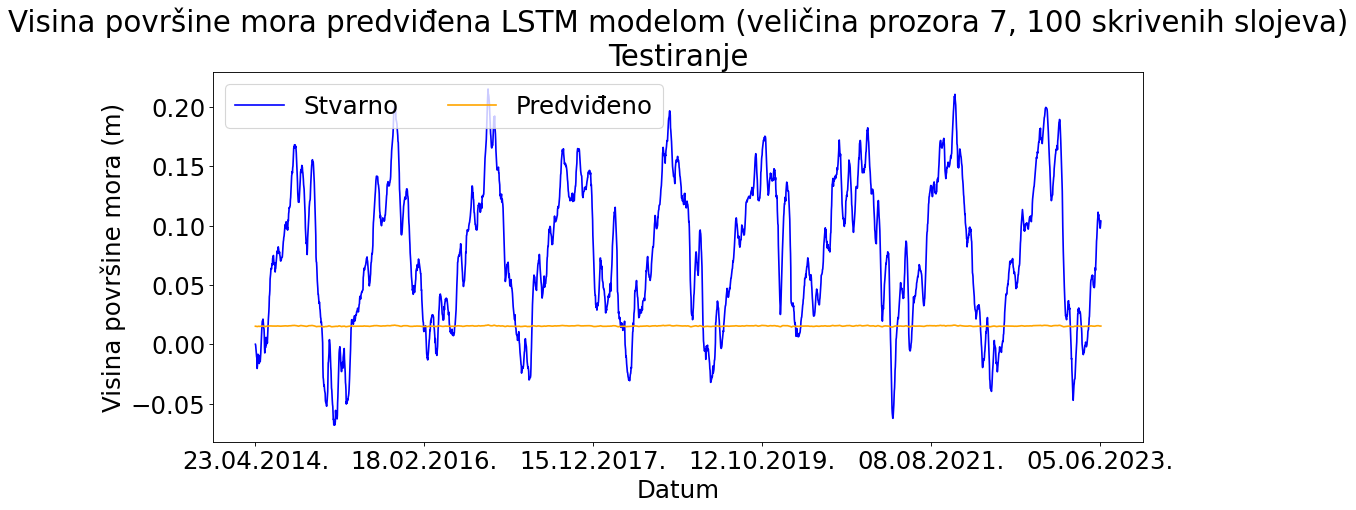 Visina površine mora predviđena LSTM modelom (veličina prozora 7, 100 skrivenih slojeva)
Testiranje
Stvarno Predviđeno
Visina površine mora (m)
0.20
0.15
0.10
0.05
0.00
−0.05
23.04.2014. 18.02.2016. 15.12.2017. 12.10.2019. 08.08.2021. 05.06.2023.
Datum